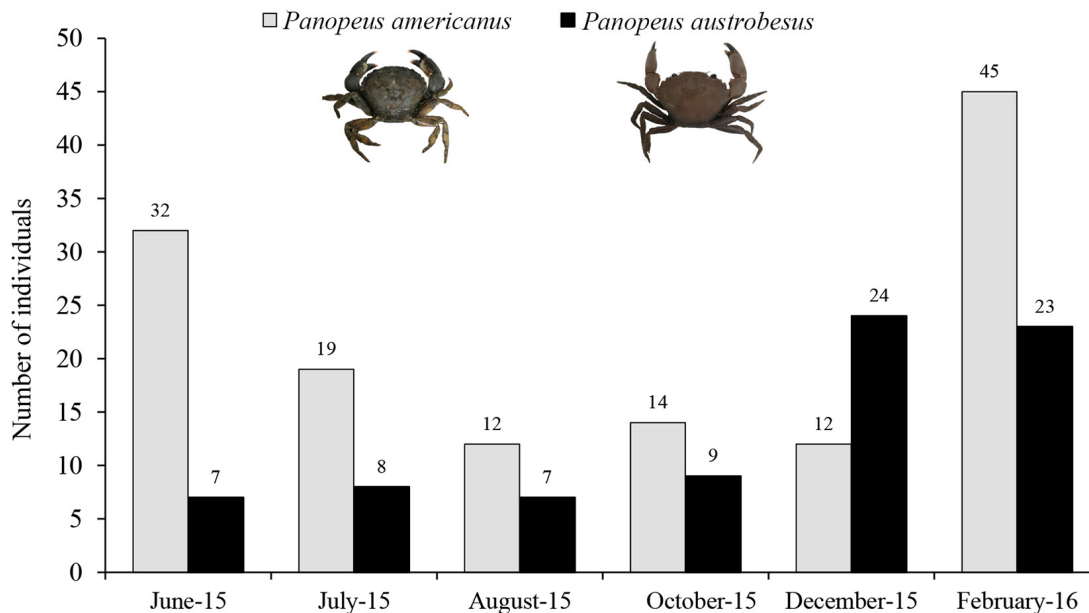 Panopeus americanus
Panopeus austrobesus
Number of individuals
50
45
40
35
30
25
20
15
10
5
0
32
7
19
8
12
7
14
9
12
24
45
23
June-15
July-15
August-15
October-15
December-15
February-16